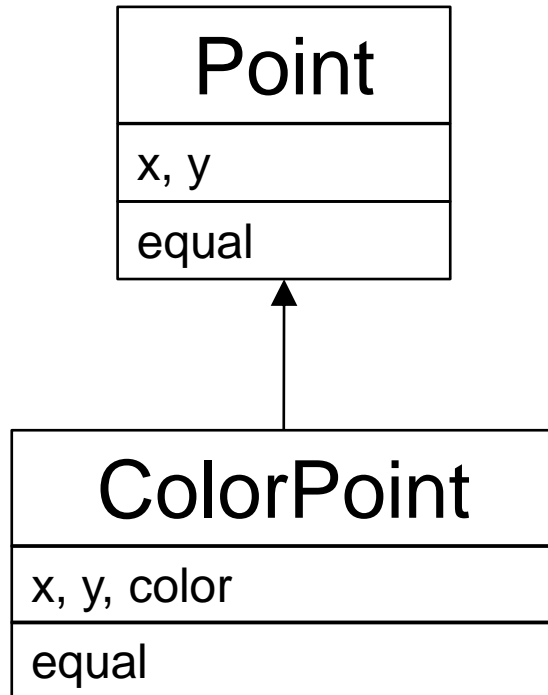 Point
x, y
equal
ColorPoint
x, y, color
equal